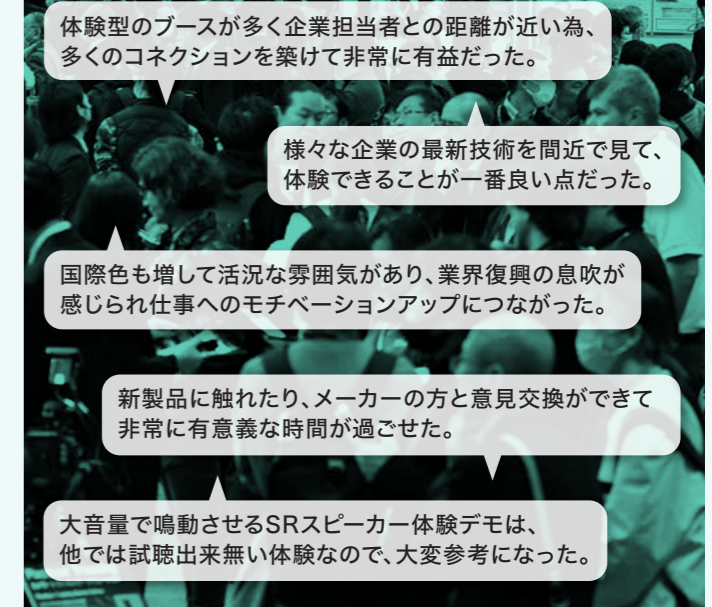 体験型のブースが多く企業担当者との距離が近い為、
多くのコネクションを築けて非常に有益だった。
様々な企業の最新技術を間近で見て、
体験できることが一番良い点だった。
国際色も増して活況な雰囲気があり、業界復興の息吹が
感じられ仕事へのモチベーションアップにつながった。
新製品に触れたり、メーカーの方と意見交換ができて
非常に有意義な時間が過ごせた。
大音量で鳴動させるSRスピーカー体験デモは、
他では試聴出来無い体験なので、大変参考になった。